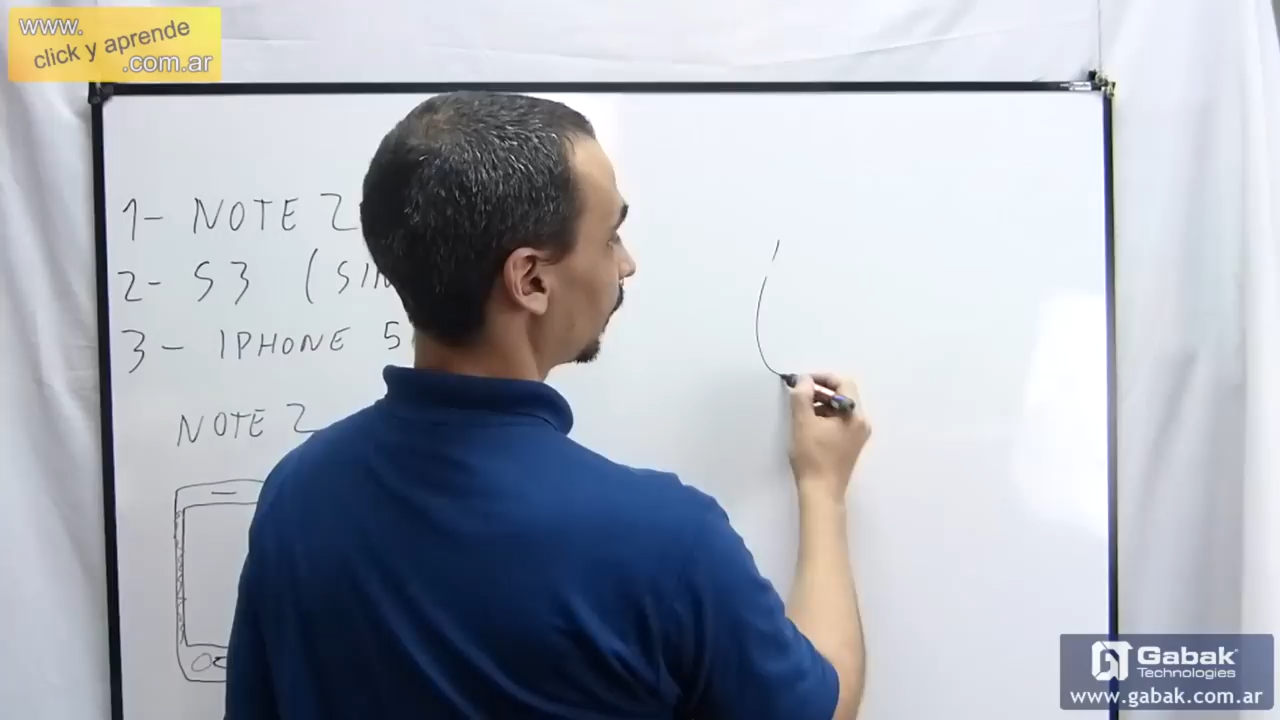 www.
click y aprende
.com.ar
1- NOTE 2
2- S3 (SIN
3- IPHONE 5
NOTE 2
Gabak
Technologies
www.gabak.com.ar